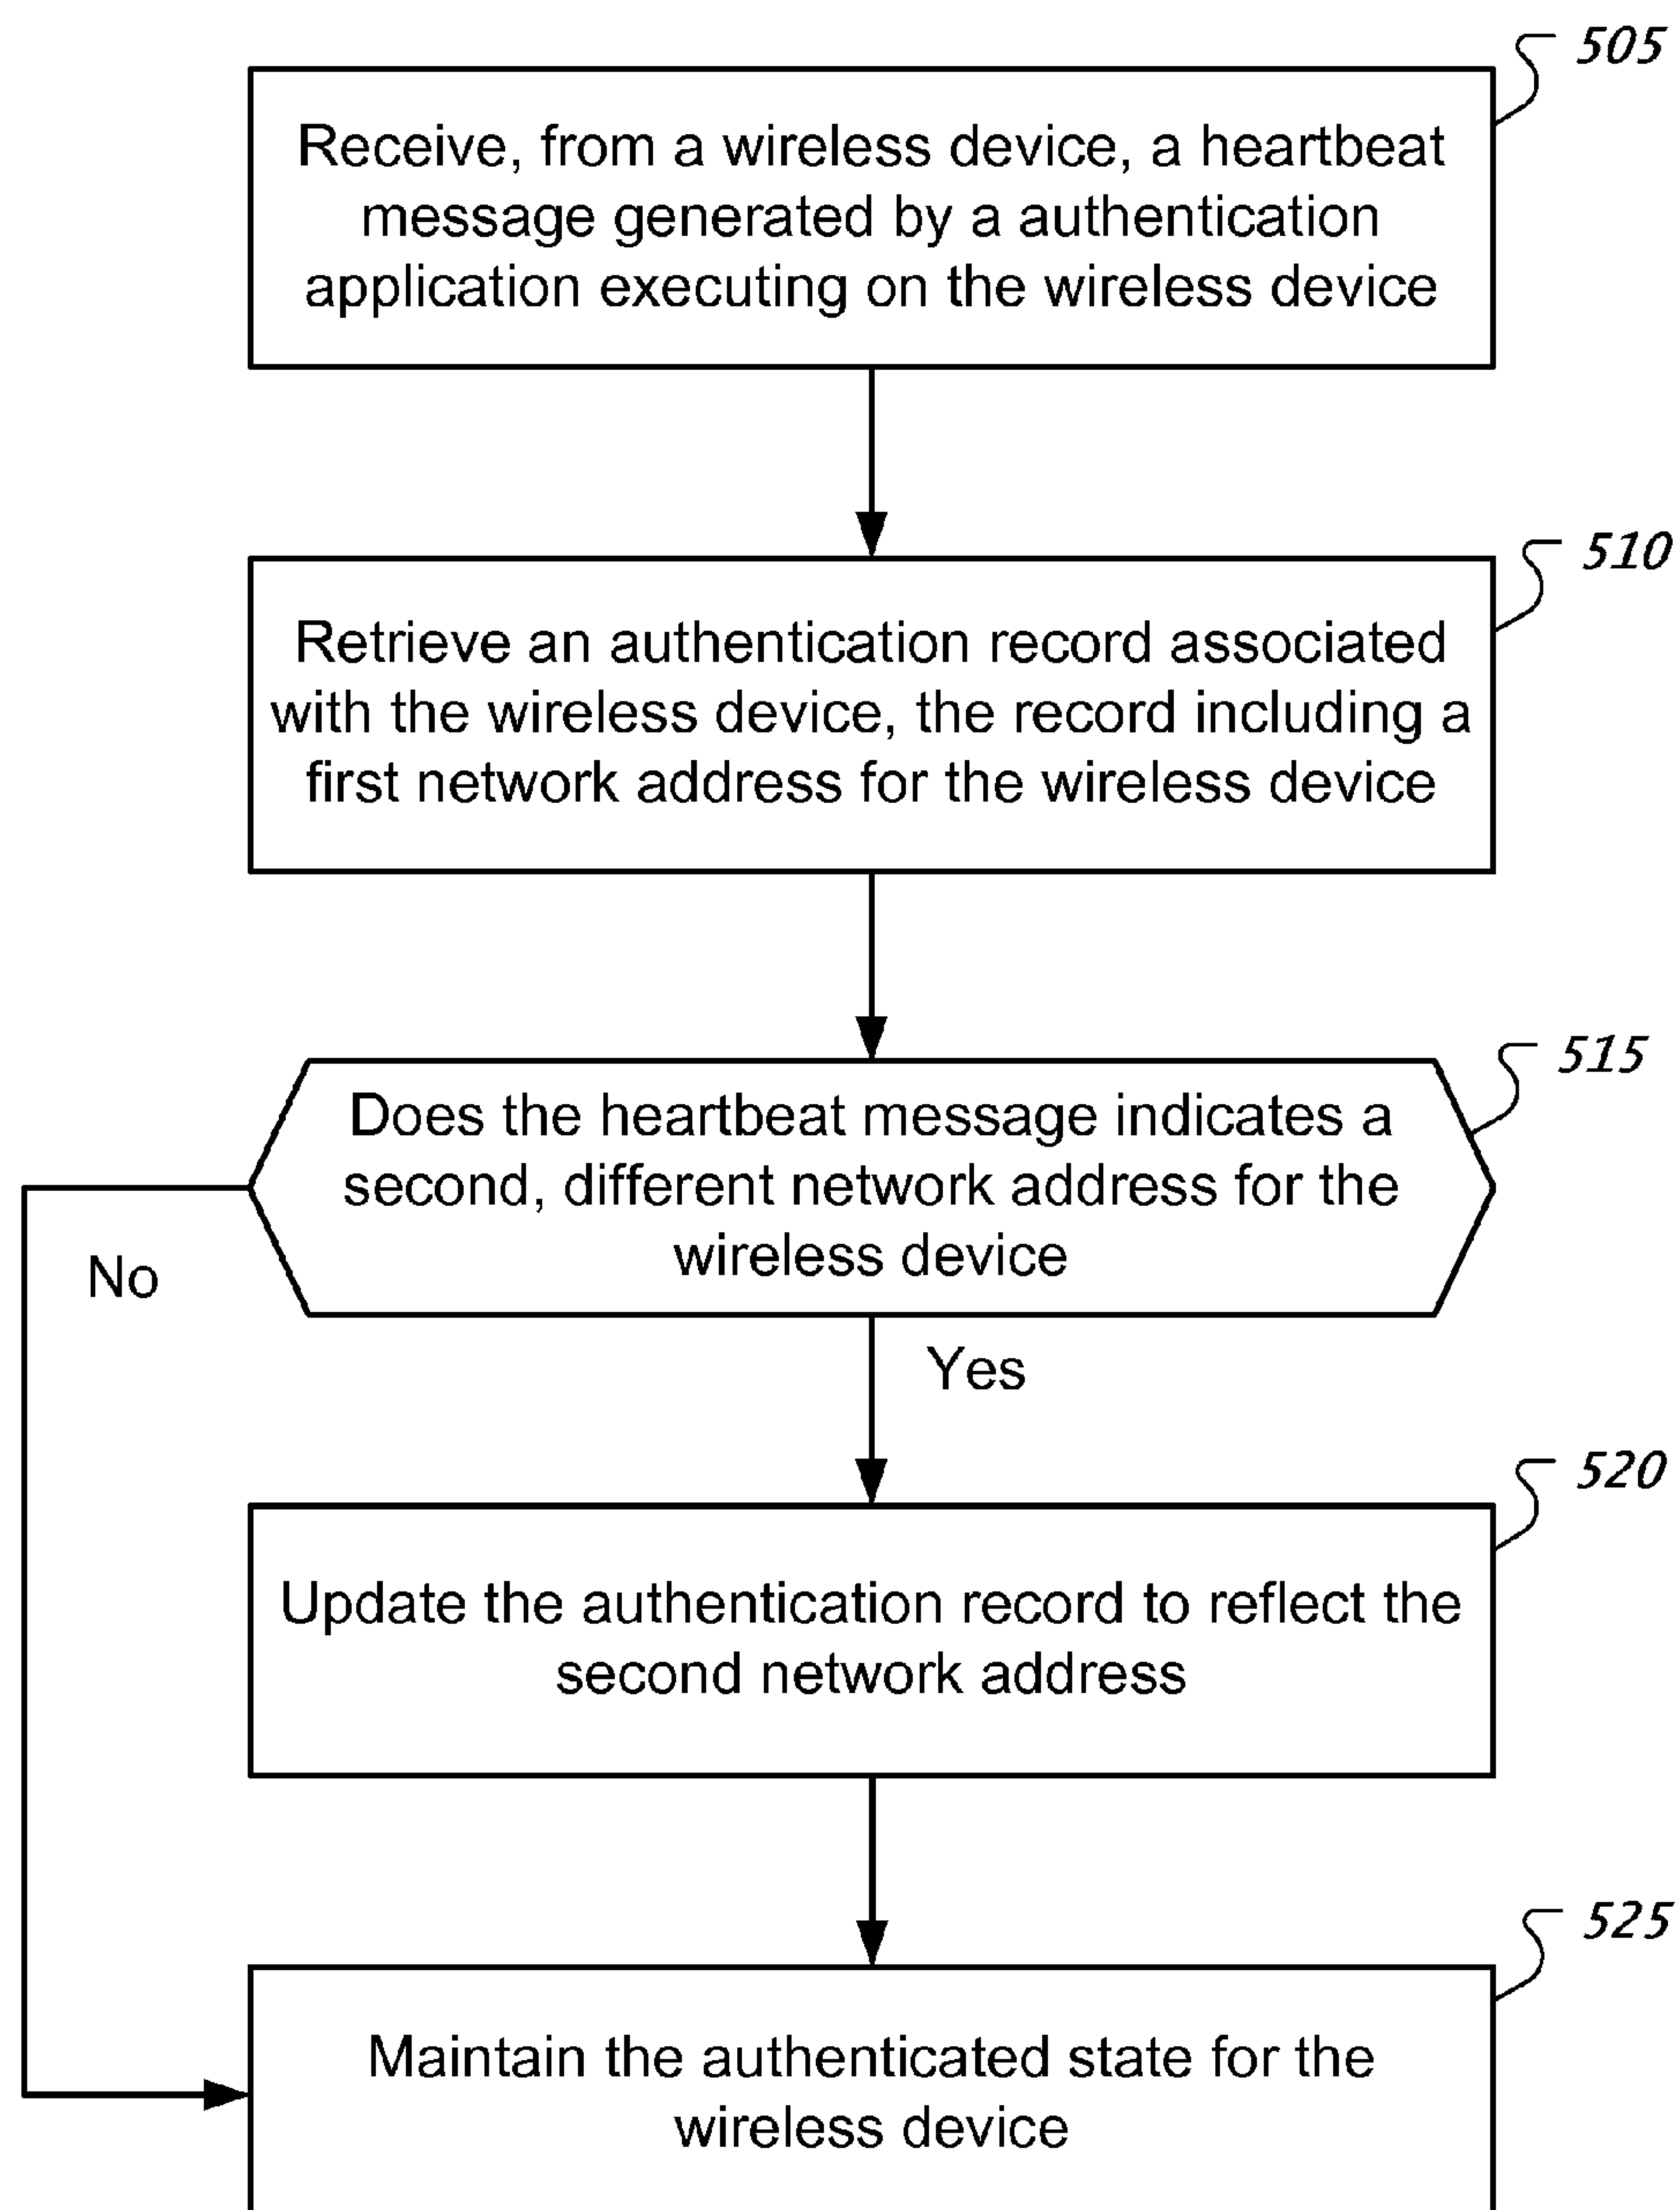 505
Receive, from a wireless device, a heartbeat
message generated by a authentication
application executing on the wireless device
510
Retrieve an authentication record associated
with the wireless device, the record including a
first network address for the wireless device
515
Does the heartbeat message indicates a
second, different network address for the
wireless device
No
Yes
520
Update the authentication record to reflect the
second network address
525
Maintain the authenticated state for the
wireless device